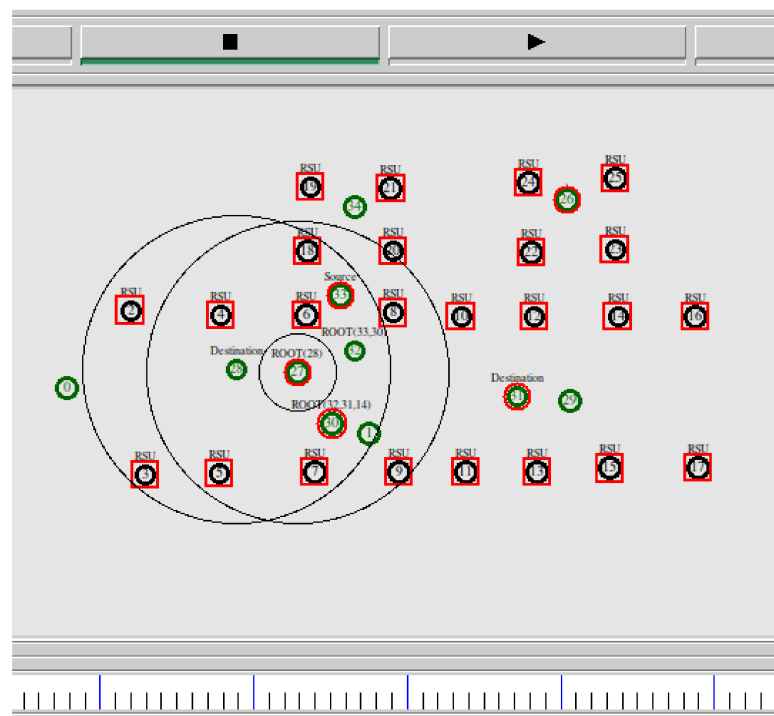 RSU RSU RSU RSU
19 21 24 25
34 26
RSU RSU RSU RSU
18 20 22 23
Source
33
RSU RSU RSU RSU RSU RSU RSU RSU
2 4 6 8 10 12 14 16
ROOT(33,30)
32
Destination ROOT(28)
28 27
0
Destination
31 29
ROOT(32,31,14)
30 1
RSU RSU RSU RSU RSU RSU RSU RSU
3 5 7 9 11 13 15 17